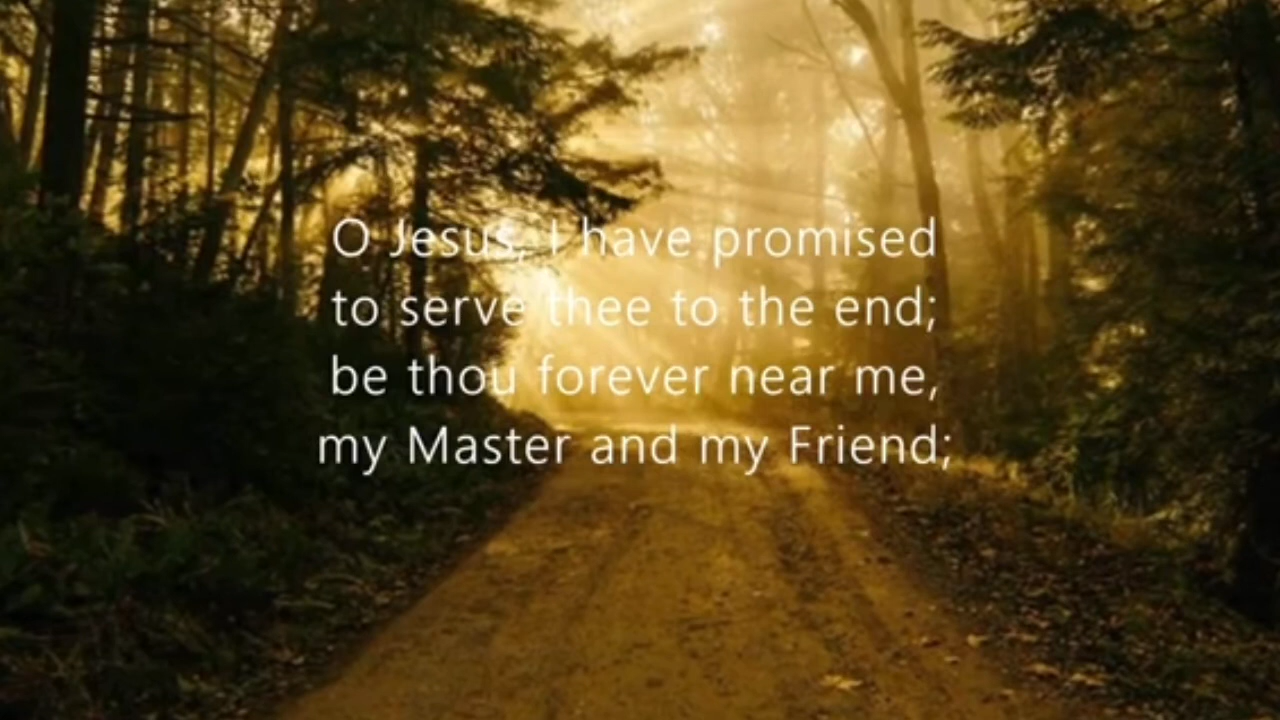 O Jesus, I have promised
to serve thee to the end;
be thou forever near me,
my Master and my Friend;